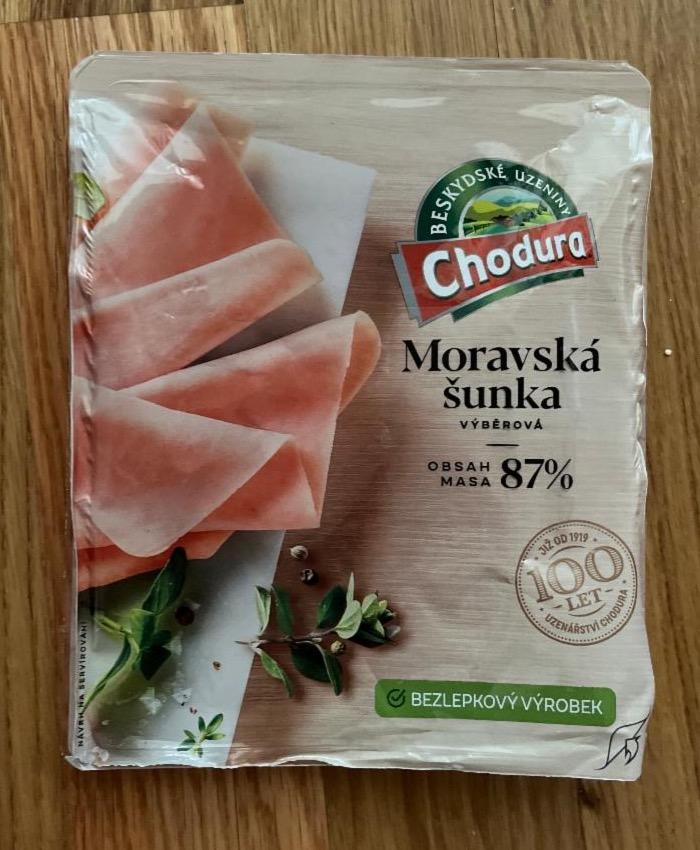 BESKYDSKÉ UZENINY
Chodura
Moravská
šunka
VÝBĚROVÁ
OBSAH
MASA 87%
JIŽ OD 1919
100
LET
UZENÁŘSTVÍ CHODURA
BEZLEPKOVÝ VÝROBEK
NÁVRH NA SERVÍROVÁNÍ